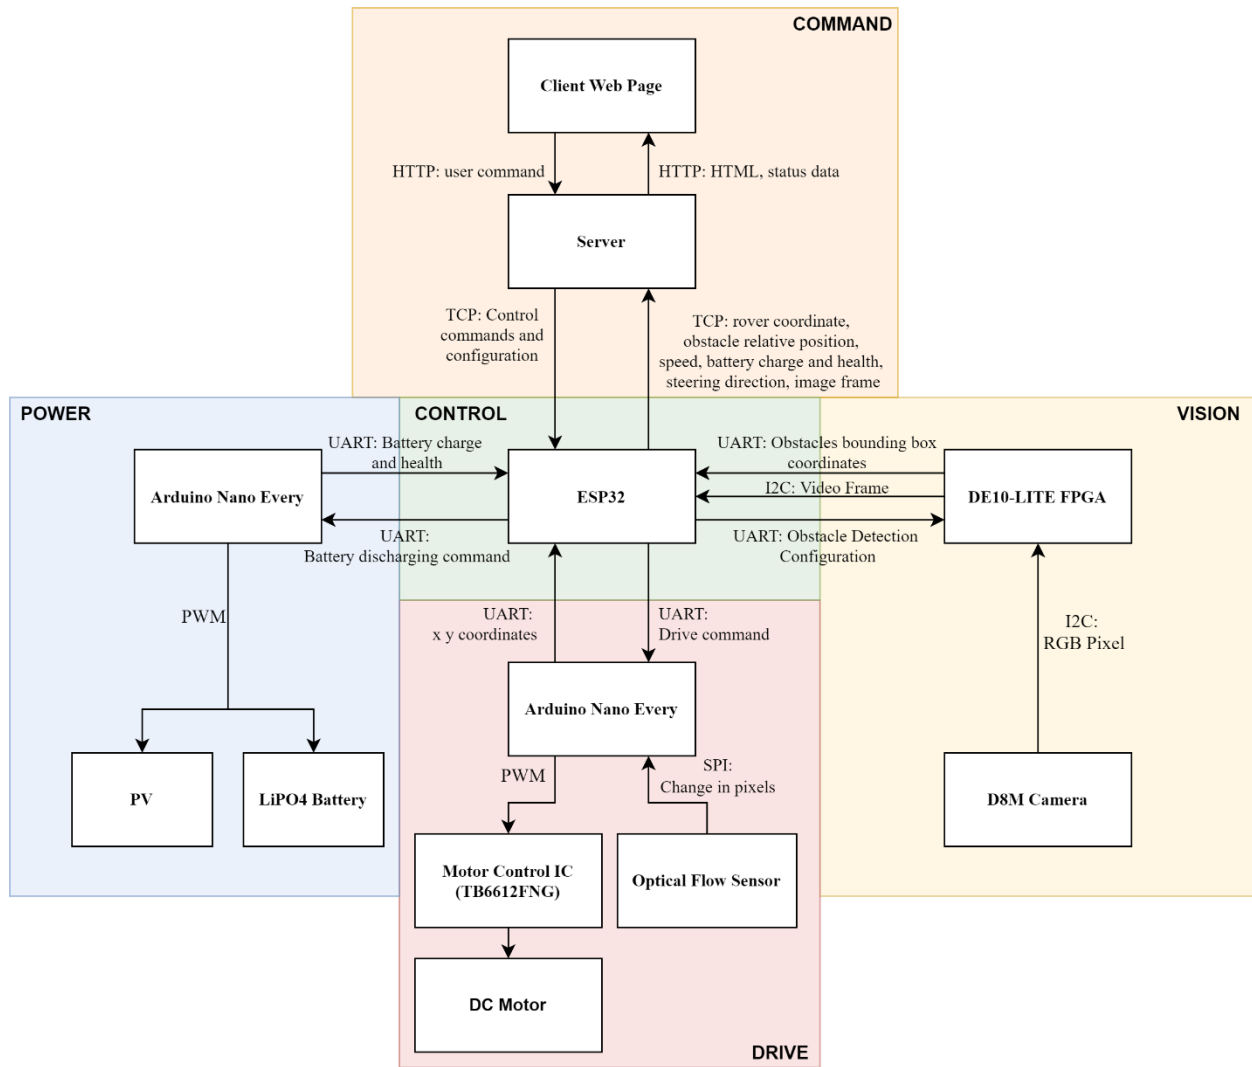 COMMAND
Client Web Page
HTTP: user command
HTTP: HTML, status data
Server
TCP: Control
commands and
configuration
TCP: rover coordinate,
obstacle relative position,
speed, battery charge and health,
steering direction, image frame
POWER
CONTROL
VISION
Arduino Nano Every
UART: Battery charge
and health
ESP32
UART: Obstacles bounding box
coordinates
I2C: Video Frame
DE10-LITE FPGA
UART:
Battery discharging command
UART: Obstacle Detection
Configuration
PWM
UART:
x y coordinates
UART:
Drive command
I2C:
RGB Pixel
Arduino Nano Every
PV
LiPO4 Battery
PWM
SPI:
Change in pixels
D8M Camera
Motor Control IC
(TB6612FNG)
Optical Flow Sensor
DC Motor
DRIVE